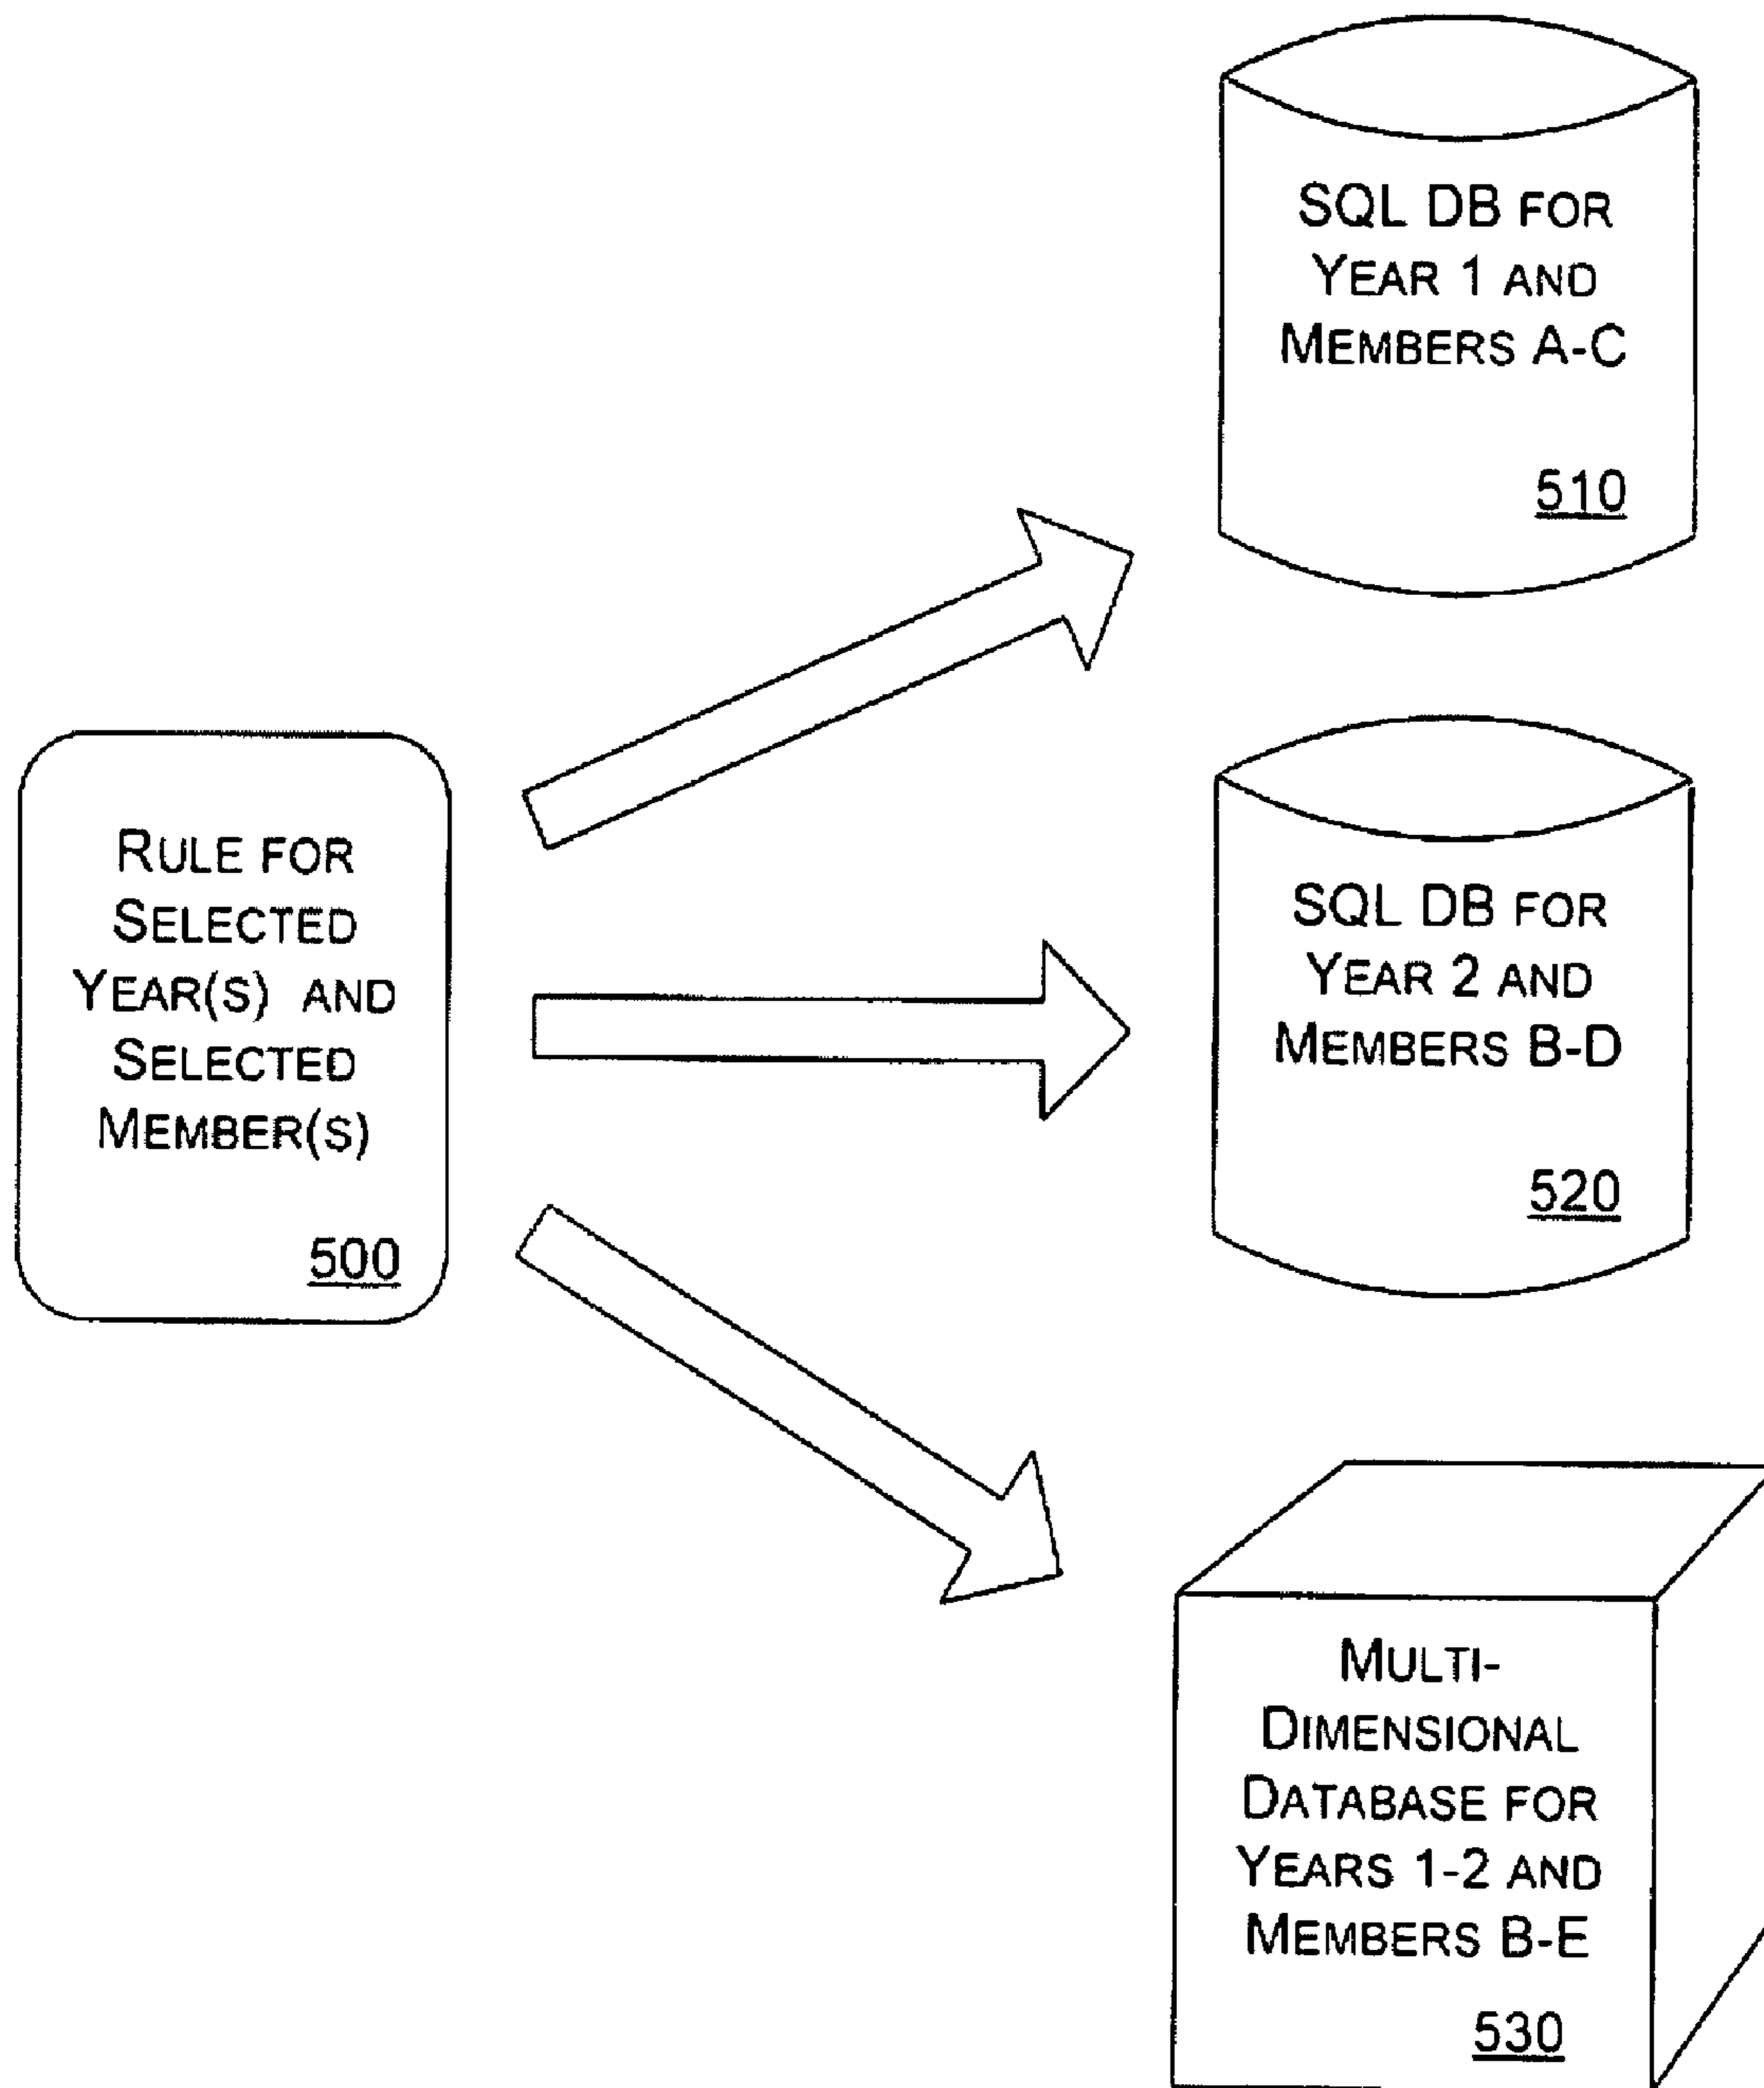 RULE FOR
SELECTED
YEAR(S) AND
SELECTED
MEMBER(S)
500
SQL DB FOR
YEAR 1 AND
MEMBERS A-C
510
SQL DB FOR
YEAR 2 AND
MEMBERS B-D
520
MULTI-
DIMENSIONAL
DATABASE FOR
YEARS 1-2 AND
MEMBERS B-E
530